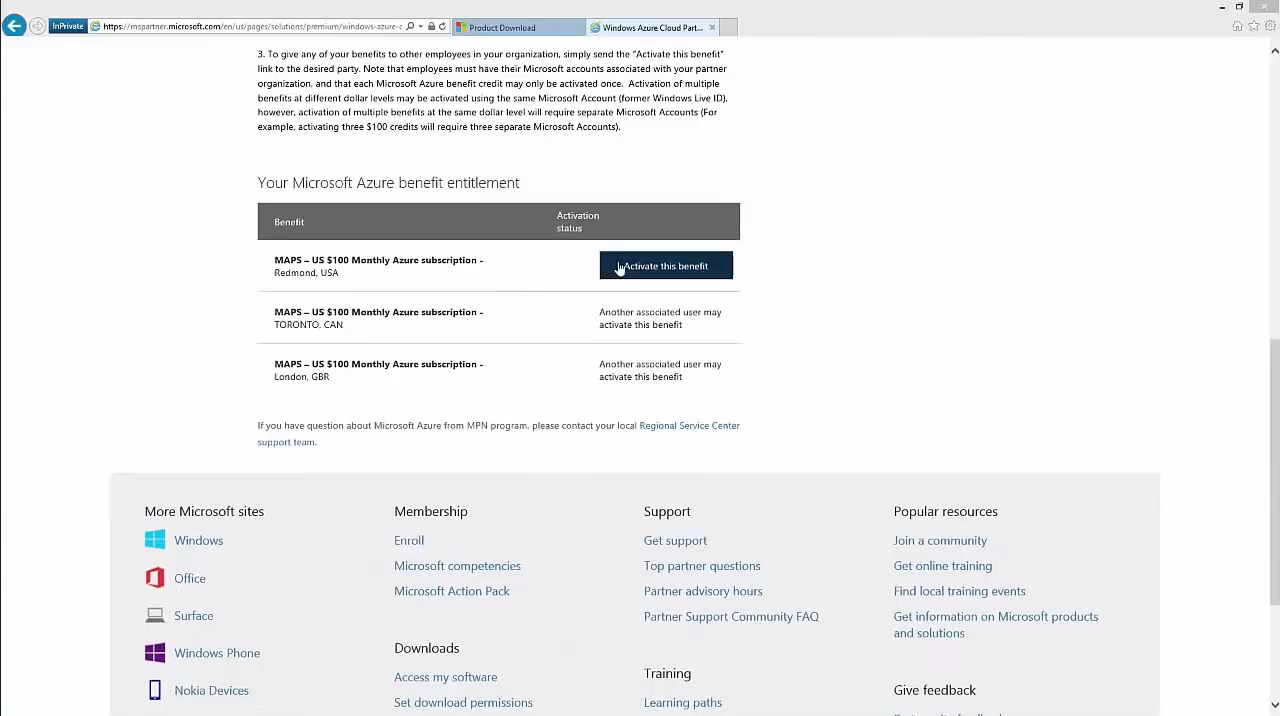 InPrivate
https://mspartner.microsoft.com/en/us/pages/solutions/premium/windows-azure-c
Product Download
Windows Azure Cloud Part...
3. To give any of your benefits to other employees in your organization, simply send the “Activate this benefit”
link to the desired party. Note that employees must have their Microsoft accounts associated with your partner
organization, and that each Microsoft Azure benefit credit may only be activated once.  Activation of multiple
benefits at different dollar levels may be activated using the same Microsoft Account (former Windows Live ID),
however, activation of multiple benefits at the same dollar level will require separate Microsoft Accounts (For
example, activating three $100 credits will require three separate Microsoft Accounts).
Your Microsoft Azure benefit entitlement
Benefit
Activation
status
MAPS – US $100 Monthly Azure subscription -
Redmond, USA
Activate this benefit
MAPS – US $100 Monthly Azure subscription -
TORONTO, CAN
Another associated user may
activate this benefit
MAPS – US $100 Monthly Azure subscription -
London, GBR
Another associated user may
activate this benefit
If you have question about Microsoft Azure from MPN program, please contact your local Regional Service Center
support team.
More Microsoft sites
Windows
Office
Surface
Windows Phone
Nokia Devices
Membership
Enroll
Microsoft competencies
Microsoft Action Pack
Downloads
Access my software
Set download permissions
Support
Get support
Top partner questions
Partner advisory hours
Partner Support Community FAQ
Training
Learning paths
Popular resources
Join a community
Get online training
Find local training events
Get information on Microsoft products
and solutions
Give feedback